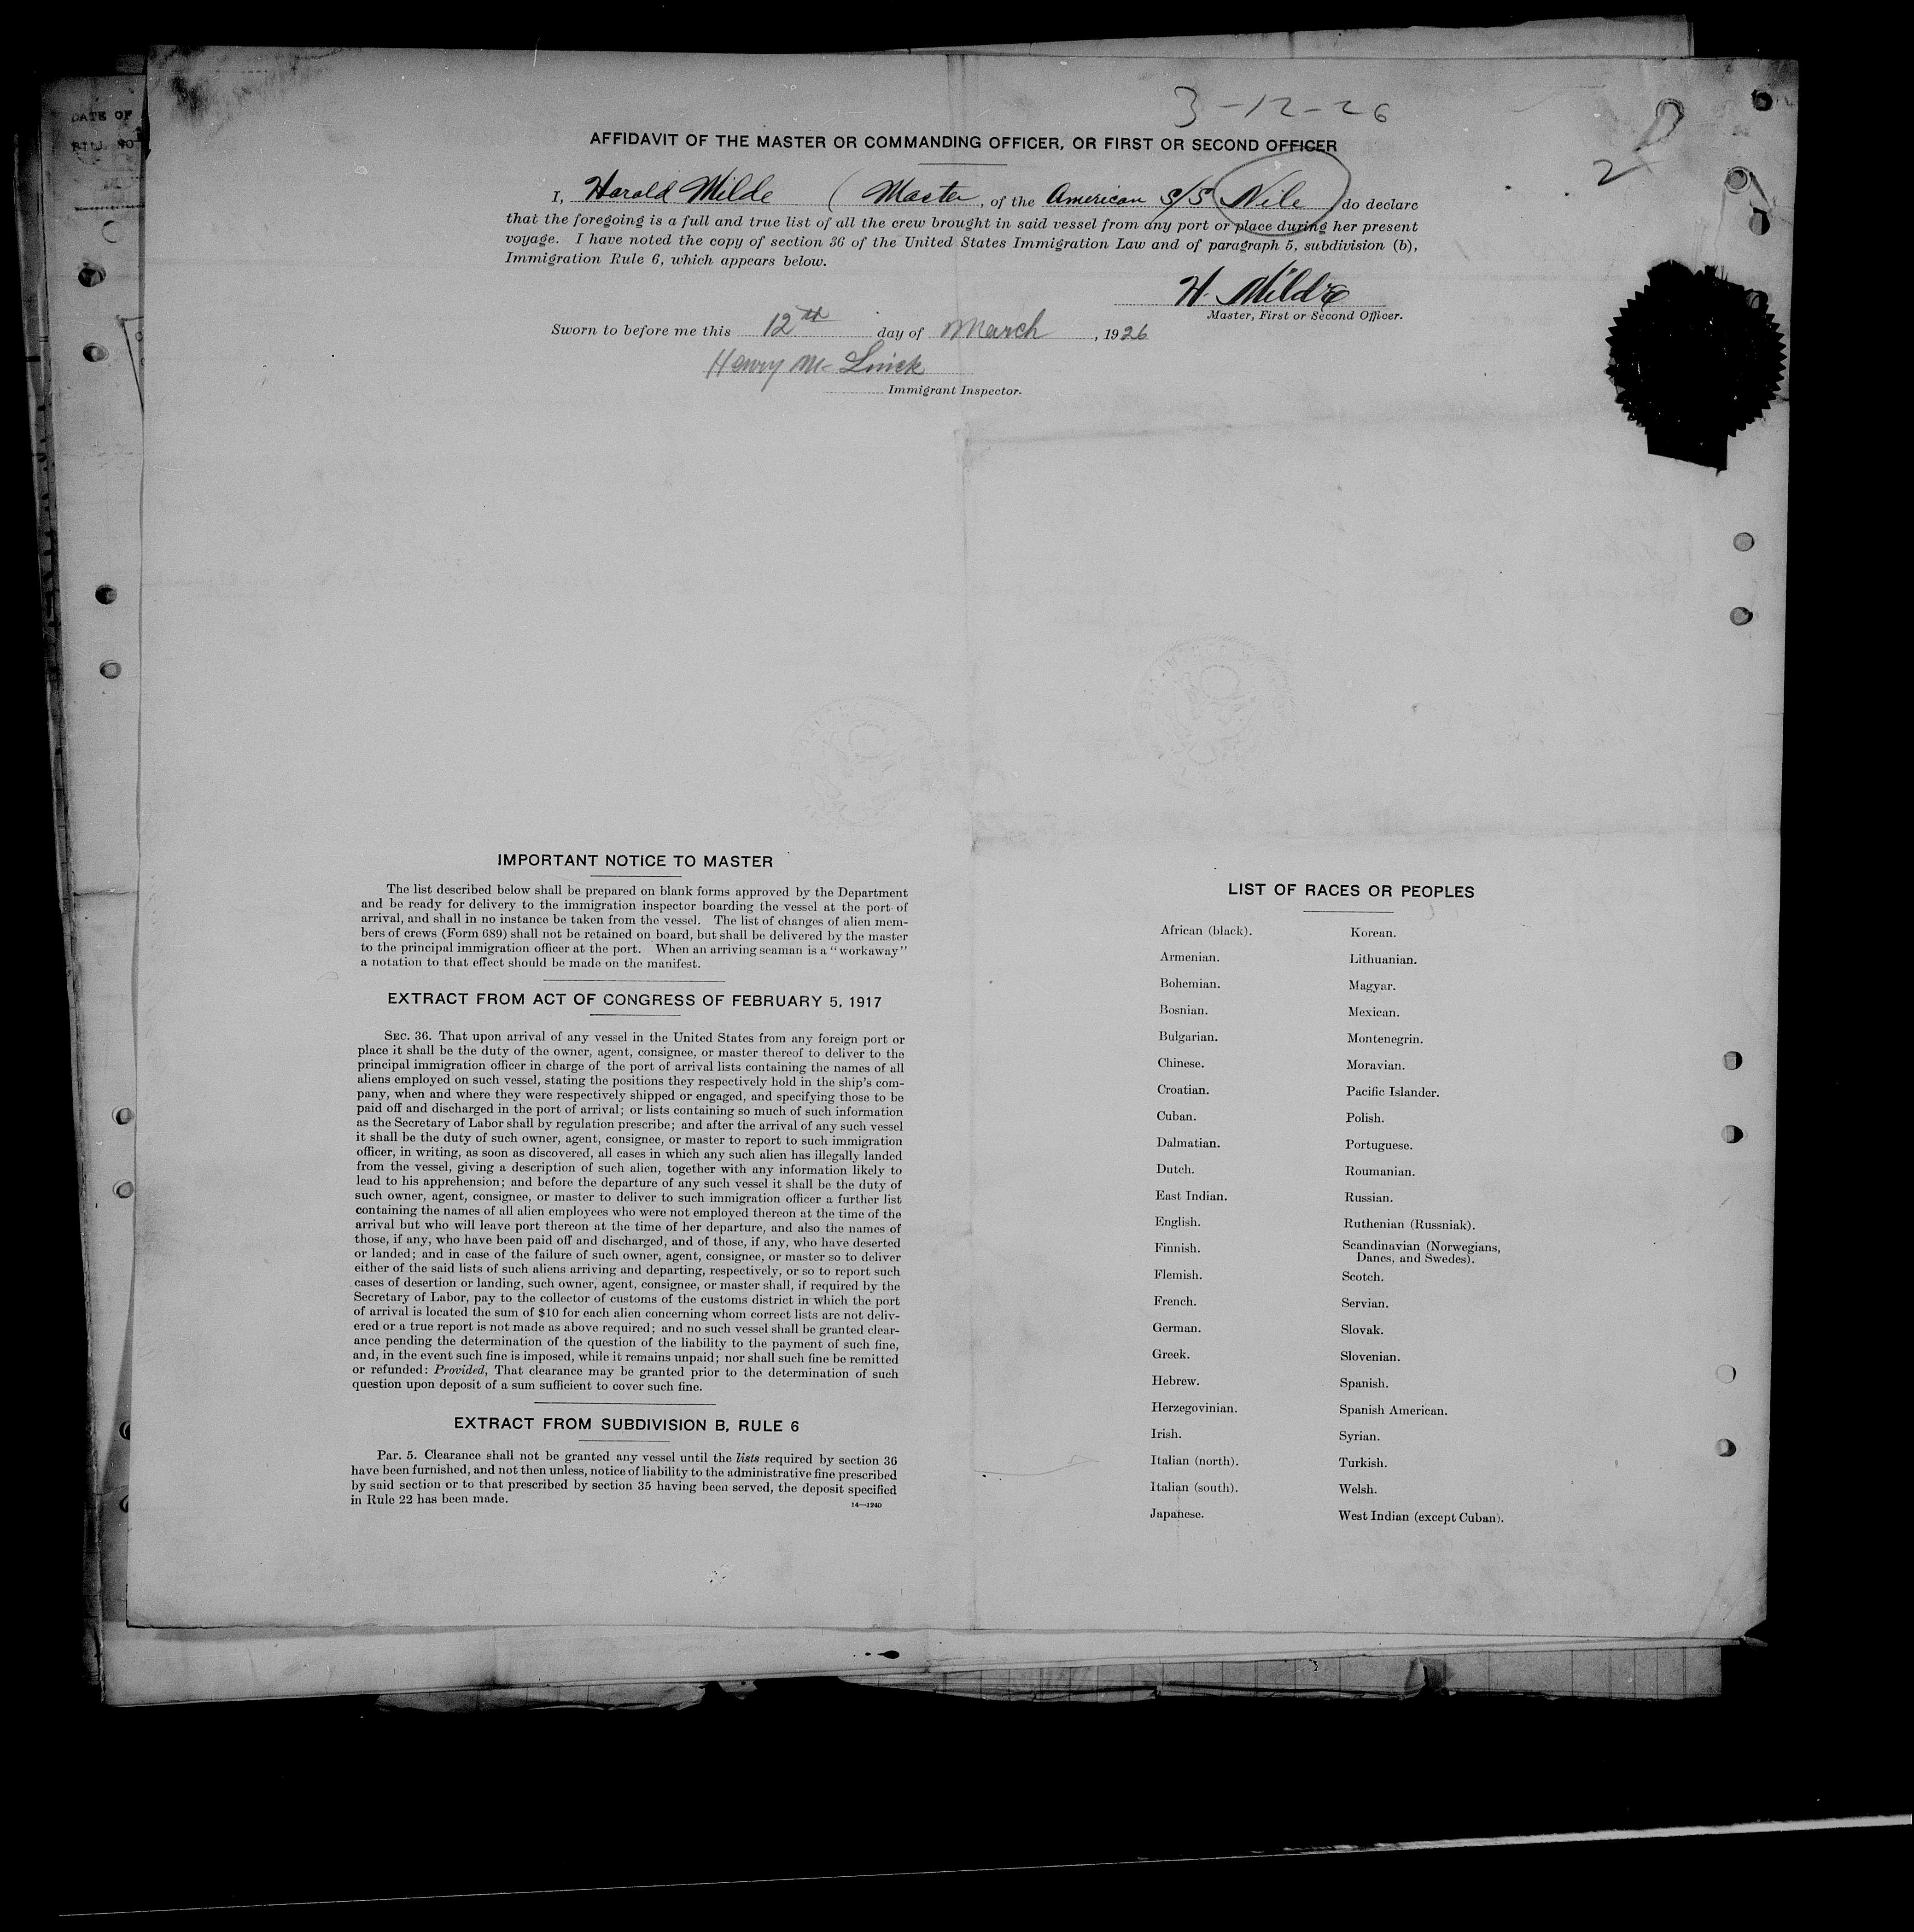 DATE OF
3-12-26
2
AFFIDAVIT OF THE MASTER OR COMMANDING OFFICER, OR FIRST OR SECOND OFFICER
I, Harold Milde ( Master, of the American S/S Nile do declare
that the foregoing is a full and true list of all the crew brought in said vessel from any port or place during her present
voyage. I have noted the copy of section 36 of the United States Immigration Law and of paragraph 5, subdivision (b),
Immigration Rule 6, which appears below.
H. Milde
Master, First or Second Officer.
Sworn to before me this 12th day of March, 1926
Henry Mc
Immigrant Inspector.
IMPORTANT NOTICE TO MASTER
The list described below shall be prepared on blank forms approved by the Department
and be ready for delivery to the immigration inspector boarding the vessel at the port of
arrival, and shall in no instance be taken from the vessel. The list of changes of alien mem-
bers of crews (Form 689) shall not be retained on board, but shall be delivered by the master
to the principal immigration officer at the port. When an arriving seaman is a "workaway"
a notation to that effect should be made on the manifest.
EXTRACT FROM ACT OF CONGRESS OF FEBRUARY 5, 1917
SEC. 36. That upon arrival of any vessel in the United States from any foreign port or
place it shall be the duty of the owner, agent, consignee, or master thereof to deliver to the
principal immigration officer in charge of the port of arrival lists containing the names of all
aliens employed on such vessel, stating the positions they respectively hold in the ship's com-
pany, when and where they were respectively shipped or engaged, and specifying those to be
paid off and discharged in the port of arrival; or lists containing so much of such information
as the Secretary of Labor shall by regulation prescribe; and after the arrival of any such vessel
it shall be the duty of such owner, agent, consignee, or master to report to such immigration
officer, in writing, as soon as discovered, all cases in which any such alien has illegally landed
from the vessel, giving a description of such alien, together with any information likely to
lead to his apprehension; and before the departure of any such vessel it shall be the duty of
such owner, agent, consignee, or master to deliver to such immigration officer a further list
containing the names of all alien employees who were not employed thereon at the time of the
arrival but who will leave port thereon at the time of her departure, and also the names of
those, if any, who have been paid off and discharged, and of those, if any, who have deserted
or landed; and in case of the failure of such owner, agent, consignee, or master so to deliver
either of the said lists of such aliens arriving and departing, respectively, or so to report such
cases of desertion or landing, such owner, agent, consignee, or master shall, if required by the
Secretary of Labor, pay to the collector of customs of the customs district in which the port
of arrival is located the sum of $10 for each alien concerning whom correct lists are not deliv-
ered or a true report is not made as above required; and no such vessel shall be granted clear-
ance pending the determination of the question of the liability to the payment of such fine,
and, in the event such fine is imposed, while it remains unpaid; nor shall such fine be remitted
or refunded: Provided, That clearance may be granted prior to the determination of such
question upon deposit of a sum sufficient to cover such fine.
EXTRACT FROM SUBDIVISION B, RULE 6
Par. 5. Clearance shall not be granted any vessel until the lists required by section 36
have been furnished, and not then unless, notice of liability to the administrative fine prescribed
by said section or to that prescribed by section 35 having been served, the deposit specified
in Rule 22 has been made.
14—1240
LIST OF RACES OR PEOPLES
African (black).
Armenian.
Bohemian.
Bosnian.
Bulgarian.
Chinese.
Croatian.
Cuban.
Dalmatian.
Dutch.
East Indian.
English.
Finnish.
Flemish.
French.
German.
Greek.
Hebrew.
Herzegovinian.
Irish.
Italian (north).
Italian (south).
Japanese.
Korean.
Lithuanian.
Magyar.
Mexican.
Montenegrin.
Moravian.
Pacific Islander.
Polish.
Portuguese.
Roumanian.
Russian.
Ruthenian (Russniak).
Scandinavian (Norwegians,
Danes, and Swedes).
Scotch.
Servian.
Slovak.
Slovenian.
Spanish.
Spanish American.
Syrian.
Turkish.
Welsh.
West Indian (except Cuban).